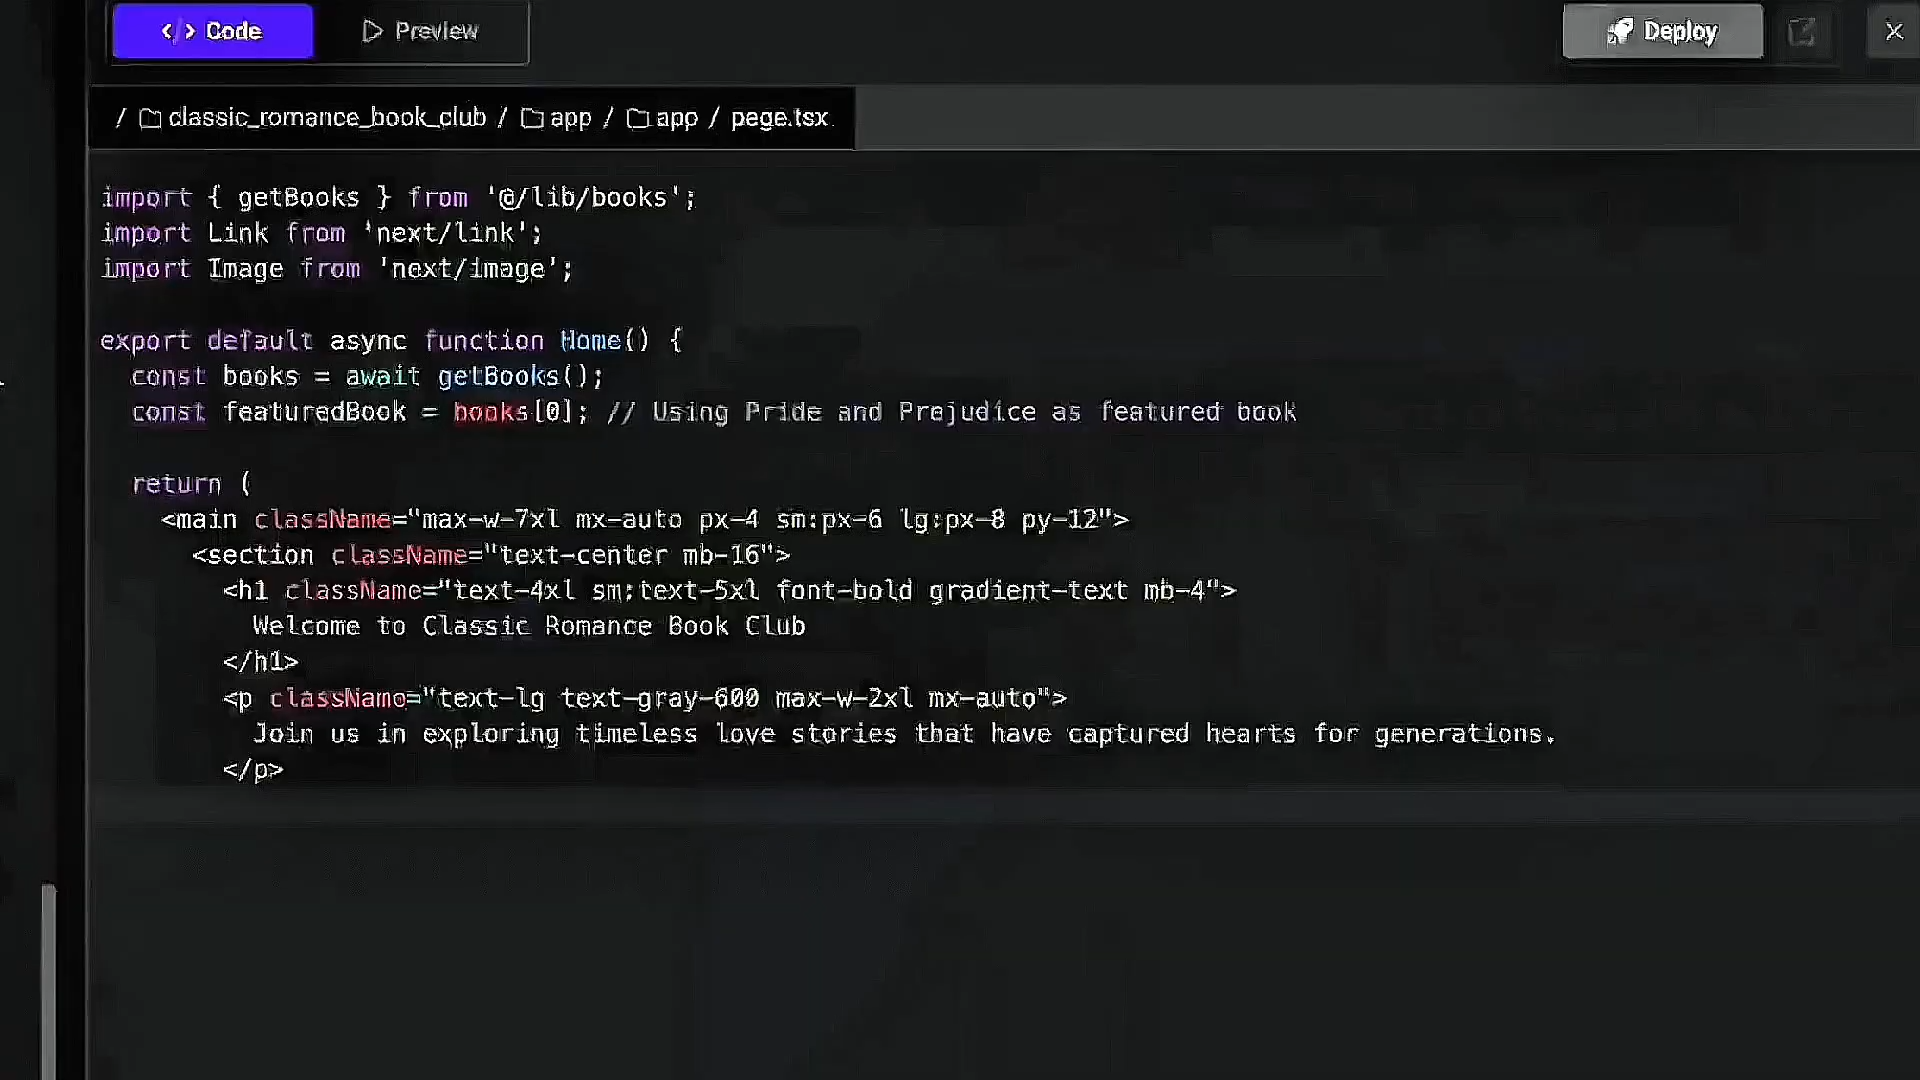 </> Code
Preview
Deploy
/ classic_romance_book_club / app / app / pege.tsx
import { getBooks } from '@/lib/books';
import Link from 'next/link';
import Image from 'next/image';
export default async function Home() {
const books = await getBooks();
const featuredBook = books[0]; // Using Pride and Prejudice as featured book
return (
<main className="max-w-7xl mx-auto px-4 sm:px-6 lg:px-8 py-12">
<section className="text-center mb-16">
<h1 className="text-4xl sm:text-5xl font-bold gradient-text mb-4">
Welcome to Classic Romance Book Club
</h1>
<p className="text-lg text-gray-600 max-w-2xl mx-auto">
Join us in exploring timeless love stories that have captured hearts for generations.
</p>